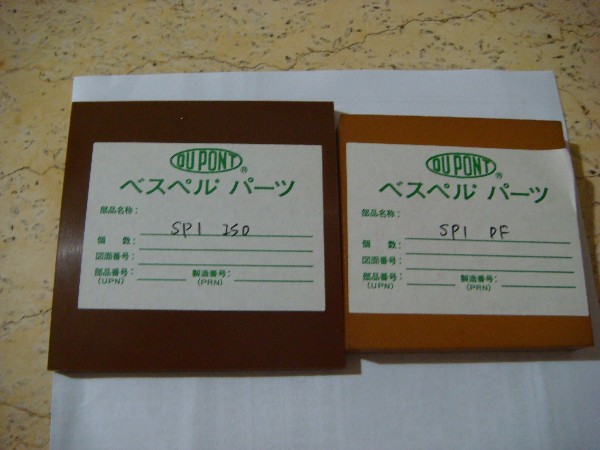 DU PONT®
ベスペル® パーツ
部品名称:
SP1 ISO
個 数:
図面番号:
部品番号: 製造番号:
(UPN) (PRN)
DU PONT®
ベスペル® パーツ
部品名称:
SP1 DF
個 数:
図面番号:
部品番号: 製造番号:
(UPN) (PRN)